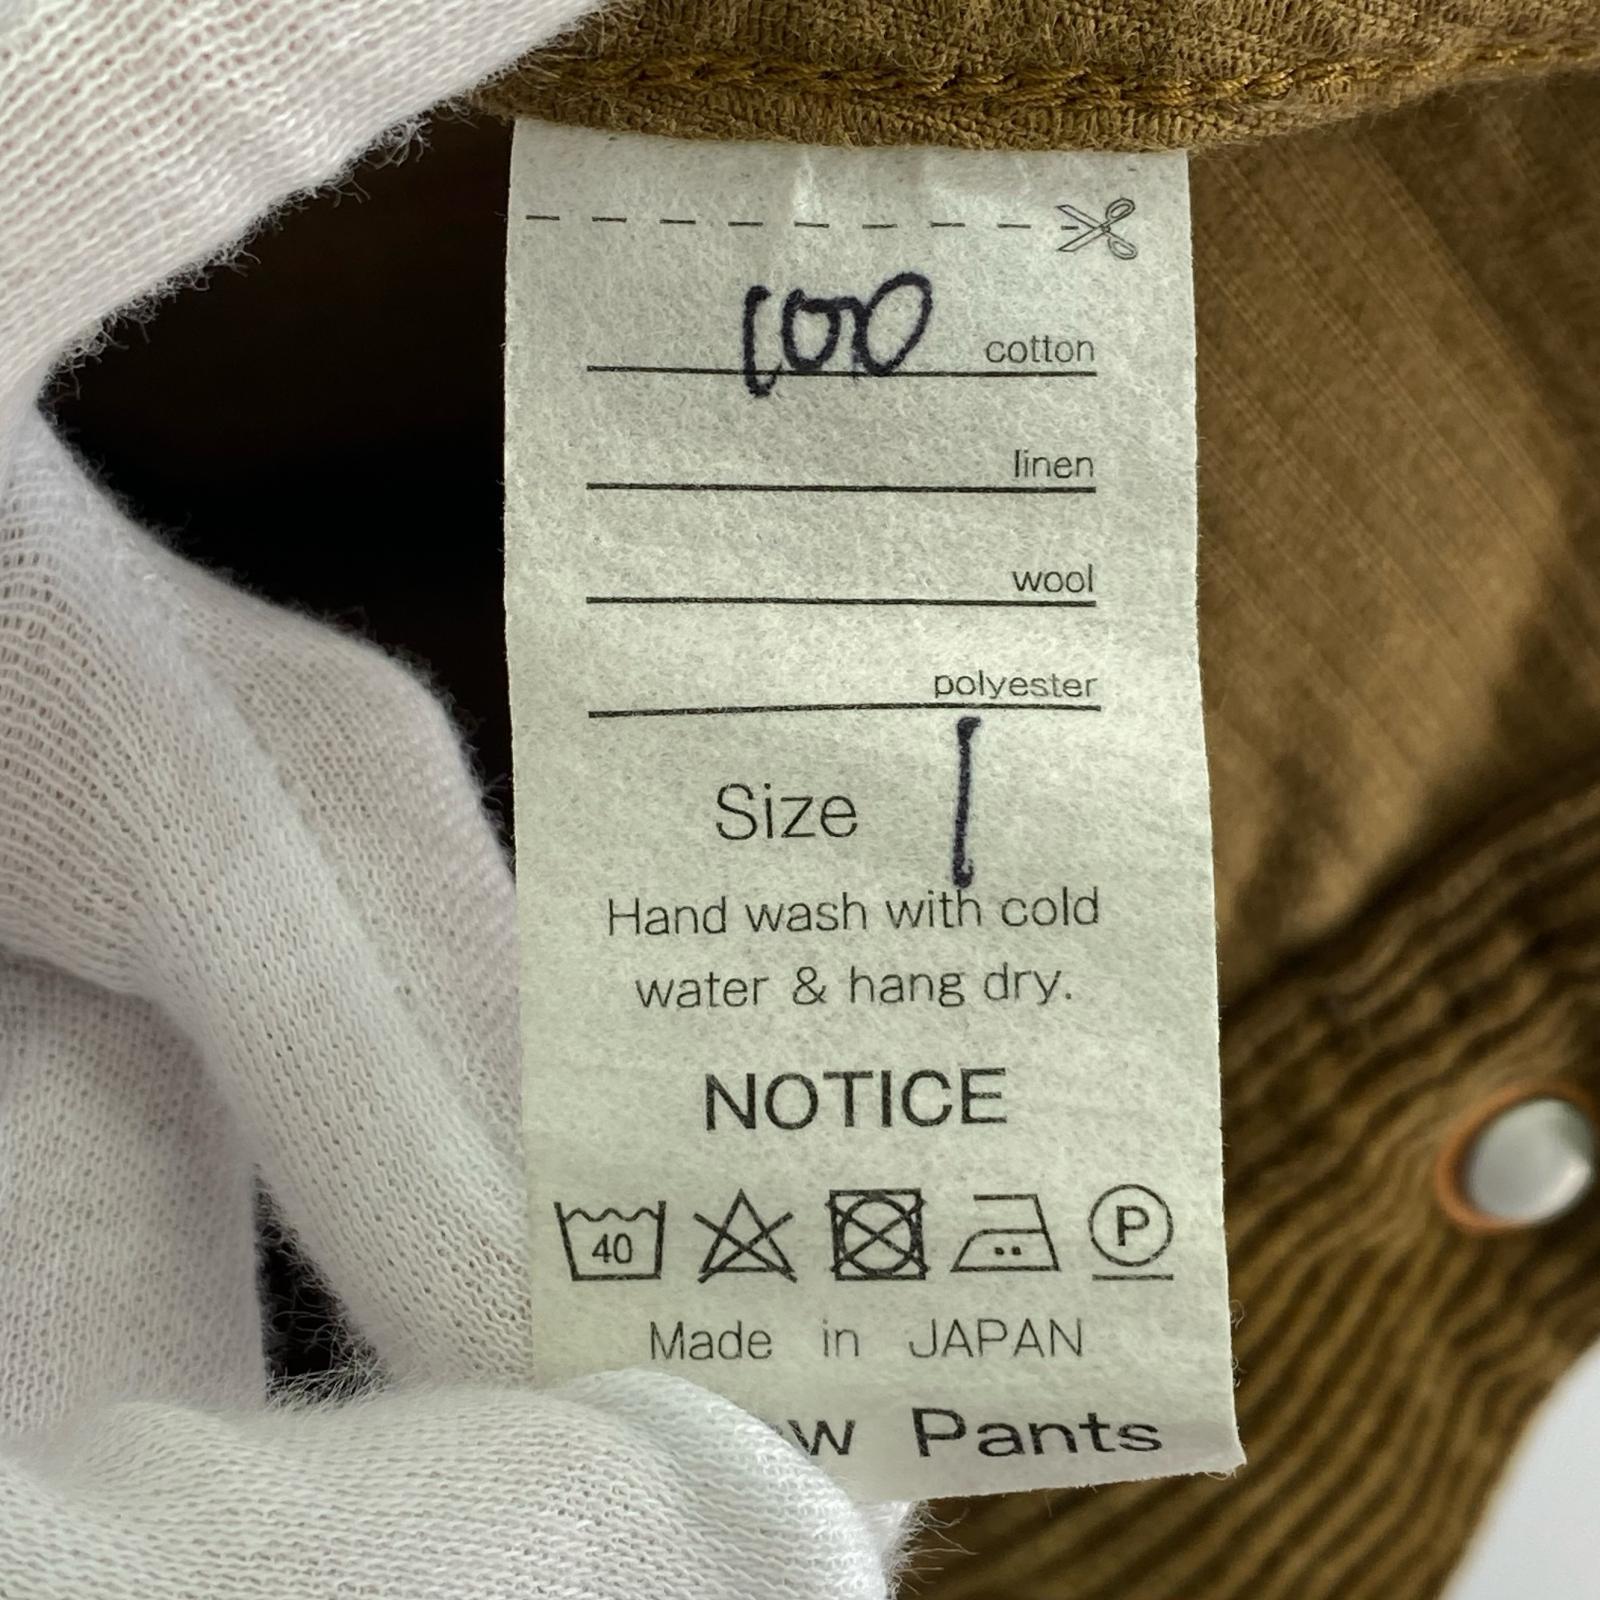 100 cotton
linen
wool
polyester
Size 1
Hand wash with cold
water & hang dry.
NOTICE
40 P
Made in JAPAN
Pants